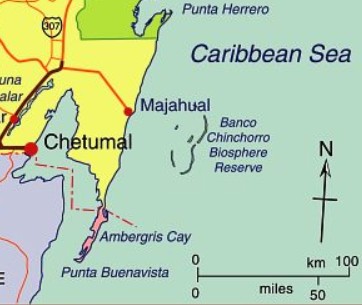 Punta Herrero
307
Caribbean Sea
una
alar
r
Majahual
Banco
Chinchorro
Biosphere
Reserve
Chetumal
N
Ambergris Cay
Punta Buenavista
E
0 km 100
0 miles 50